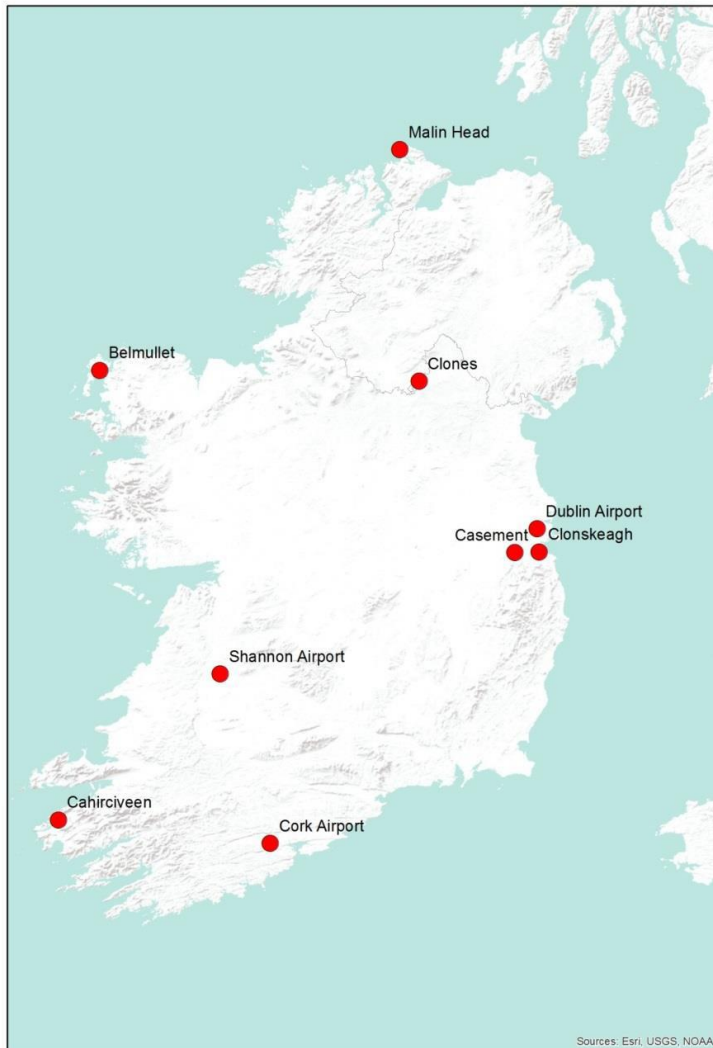 Malin Head
Belmullet
Clones
Dublin Airport
Casement
Clonskeagh
Shannon Airport
Cahirciveen
Cork Airport
Sources: Esri, USGS, NOAA